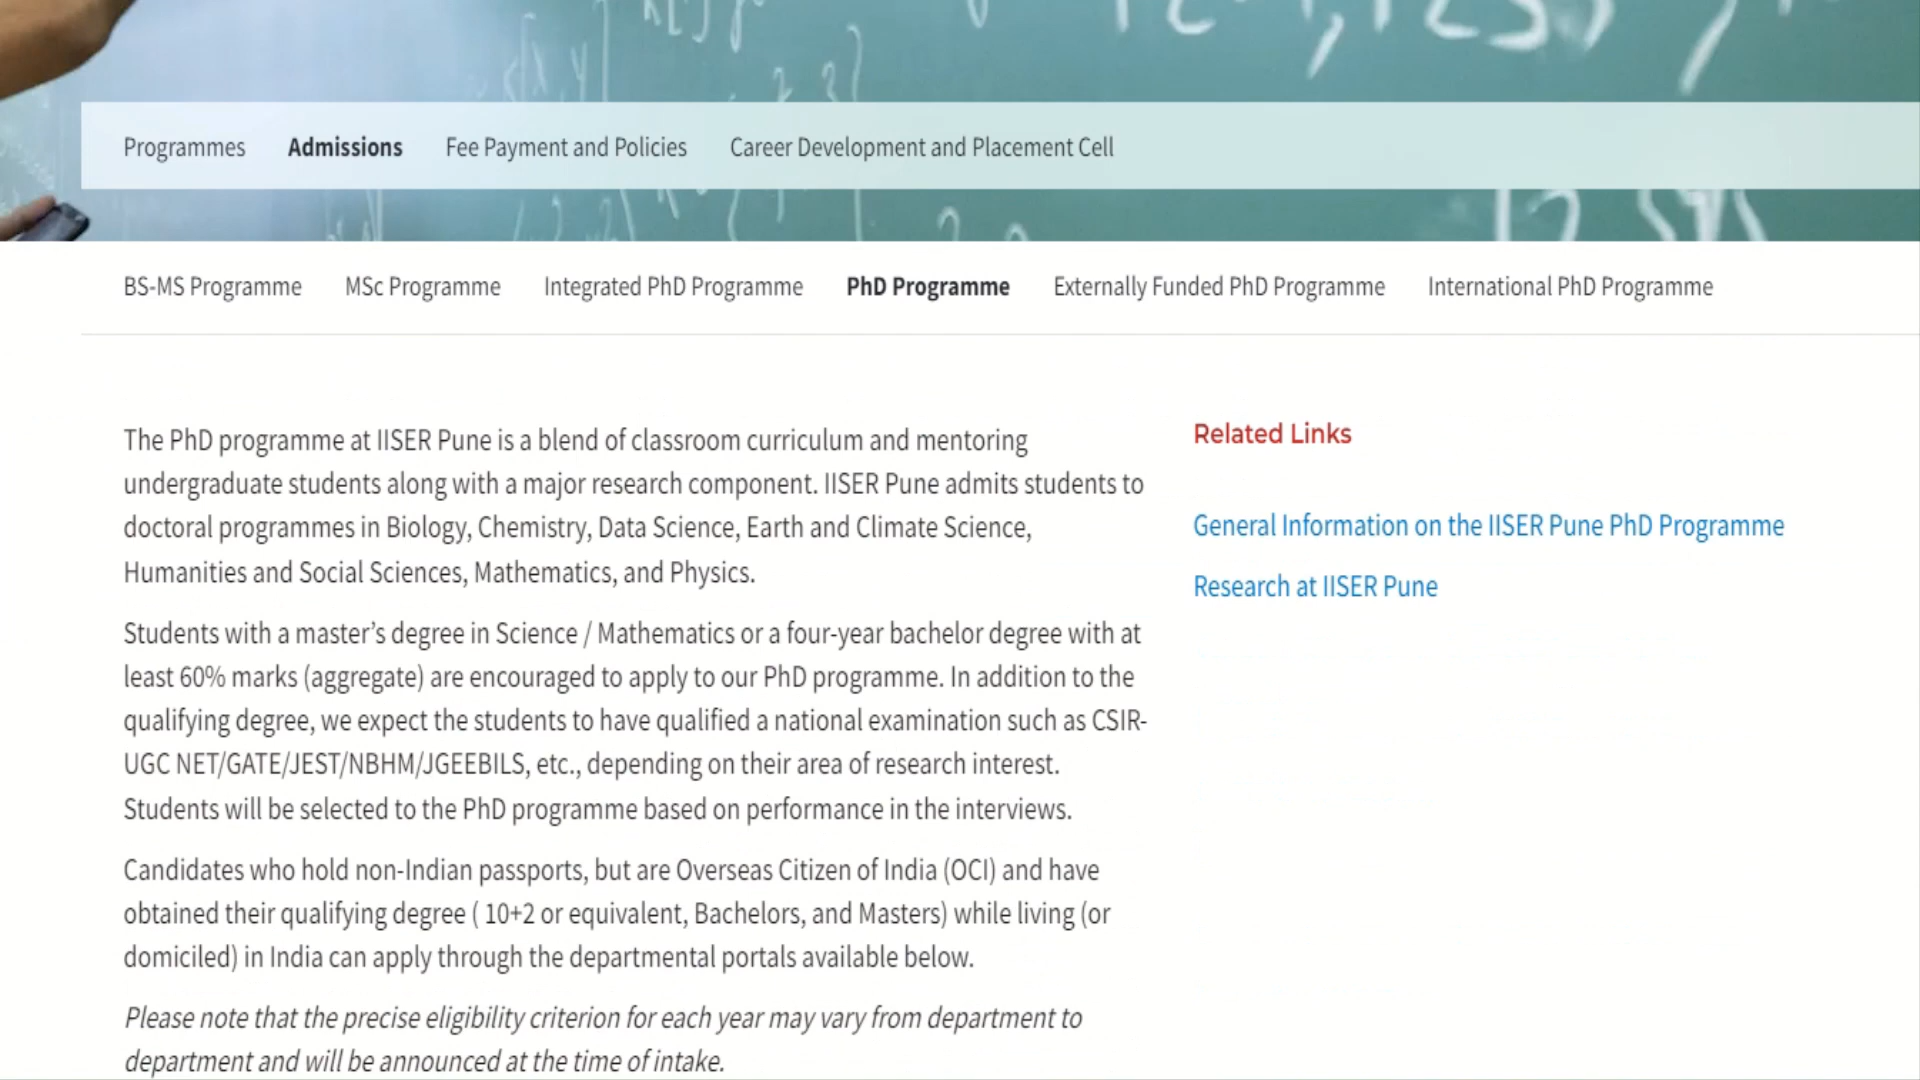 Programmes Admissions Fee Payment and Policies Career Development and Placement Cell
BS-MS Programme MSc Programme Integrated PhD Programme PhD Programme Externally Funded PhD Programme International PhD Programme
The PhD programme at IISER Pune is a blend of classroom curriculum and mentoring
undergraduate students along with a major research component. IISER Pune admits students to
doctoral programmes in Biology, Chemistry, Data Science, Earth and Climate Science,
Humanities and Social Sciences, Mathematics, and Physics.
Students with a master’s degree in Science / Mathematics or a four-year bachelor degree with at
least 60% marks (aggregate) are encouraged to apply to our PhD programme. In addition to the
qualifying degree, we expect the students to have qualified a national examination such as CSIR-
UGC NET/GATE/JEST/NBHM/JGEEBILS, etc., depending on their area of research interest.
Students will be selected to the PhD programme based on performance in the interviews.
Candidates who hold non-Indian passports, but are Overseas Citizen of India (OCI) and have
obtained their qualifying degree ( 10+2 or equivalent, Bachelors, and Masters) while living (or
domiciled) in India can apply through the departmental portals available below.
Please note that the precise eligibility criterion for each year may vary from department to
department and will be announced at the time of intake.
Related Links
General Information on the IISER Pune PhD Programme
Research at IISER Pune